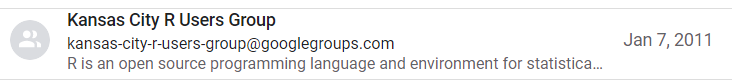 Kansas City R Users Group
kansas-city-r-users-group@googlegroups.com
Jan 7, 2011
R is an open source programming language and environment for statistica...